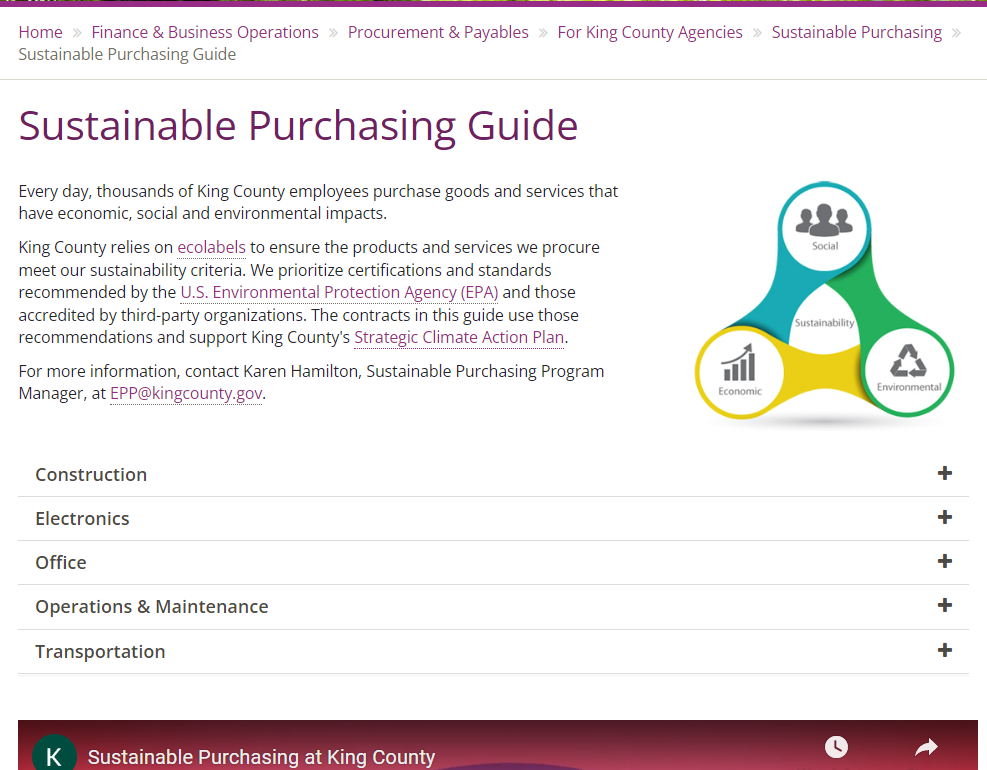 Home » Finance & Business Operations » Procurement & Payables » For King County Agencies » Sustainable Purchasing »
Sustainable Purchasing Guide
Sustainable Purchasing Guide
Every day, thousands of King County employees purchase goods and services that
have economic, social and environmental impacts.
King County relies on ecolabels to ensure the products and services we procure
meet our sustainability criteria. We prioritize certifications and standards
recommended by the U.S. Environmental Protection Agency (EPA) and those
accredited by third-party organizations. The contracts in this guide use those
recommendations and support King County's Strategic Climate Action Plan.
For more information, contact Karen Hamilton, Sustainable Purchasing Program
Manager, at EPP@kingcounty.gov.
Social
Sustainability
Economic
Environmental
Construction
Electronics
Office
Operations & Maintenance
Transportation
K
Sustainable Purchasing at King County